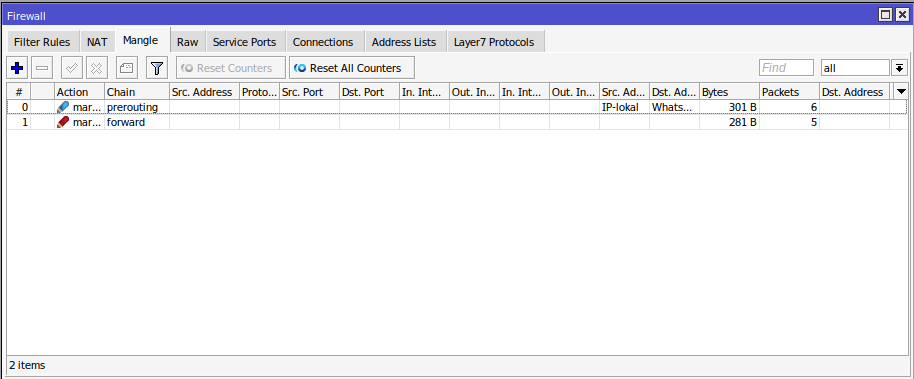 Firewall
Filter Rules NAT Mangle Raw Service Ports Connections Address Lists Layer7 Protocols
Reset Counters Reset All Counters Find all
# Action Chain Src. Address Proto... Src. Port Dst. Port In. Int... Out. In... In. Int... Out. In... Src. Ad... Dst. Ad... Bytes Packets Dst. Address
0 mar... prerouting IP-lokal Whats... 301 B 6
1 mar... forward 281 B 5
2 items